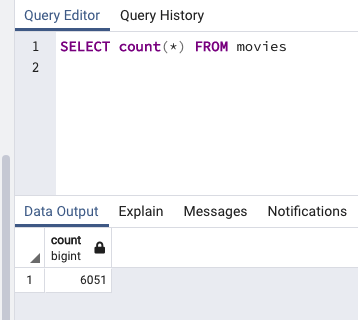 Query Editor Query History
1 SELECT count(*) FROM movies
2
Data Output Explain Messages Notifications
count
bigint
1 6051